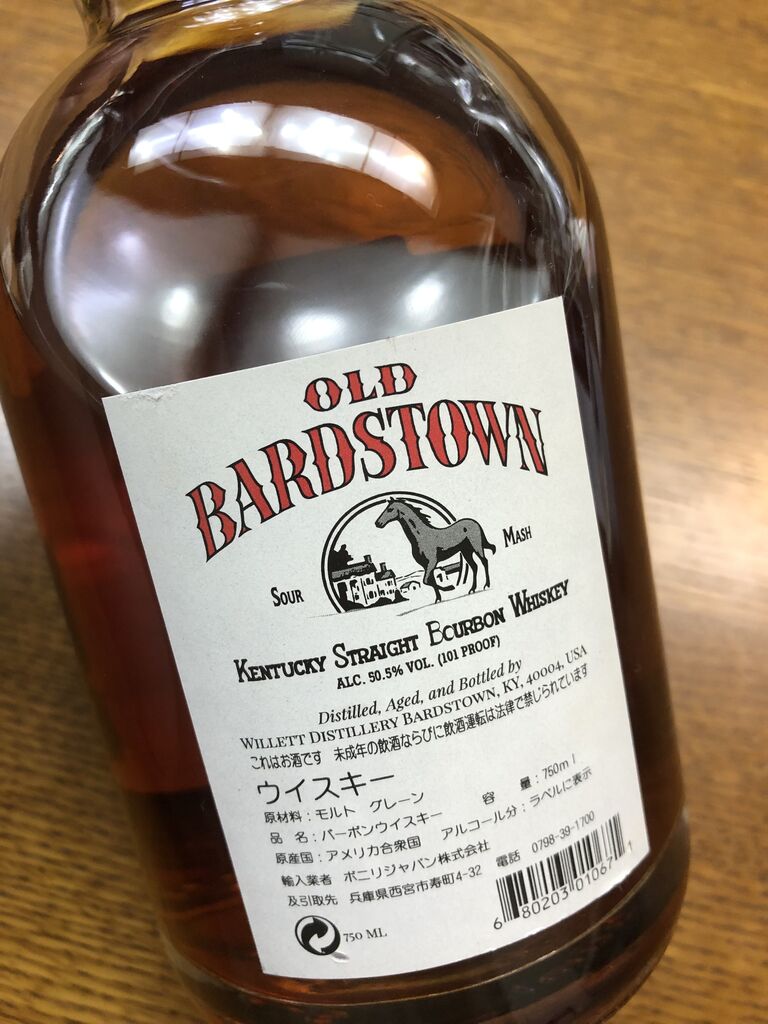 OLD
BARDSTOWN
SOUR MASH
KENTUCKY STRAIGHT BOURBON WHISKEY
ALC. 50.5% VOL. (101 PROOF)
Distilled, Aged, and Bottled by
WILLETT DISTILLERY BARDSTOWN, KY, 40004, USA
これはお酒です 未成年の飲酒ならびに飲酒運転は法律で禁じられています
ウイスキー
原材料：モルト グレーン 容 量：750ml
品 名：バーボンウイスキー アルコール分：ラベルに表示
原産国：アメリカ合衆国
輸入業者 ボニリジャパン株式会社 電話 0798-39-1700
及引取先 兵庫県西宮市寿町4-32
6 80203 01067 1
750 ML